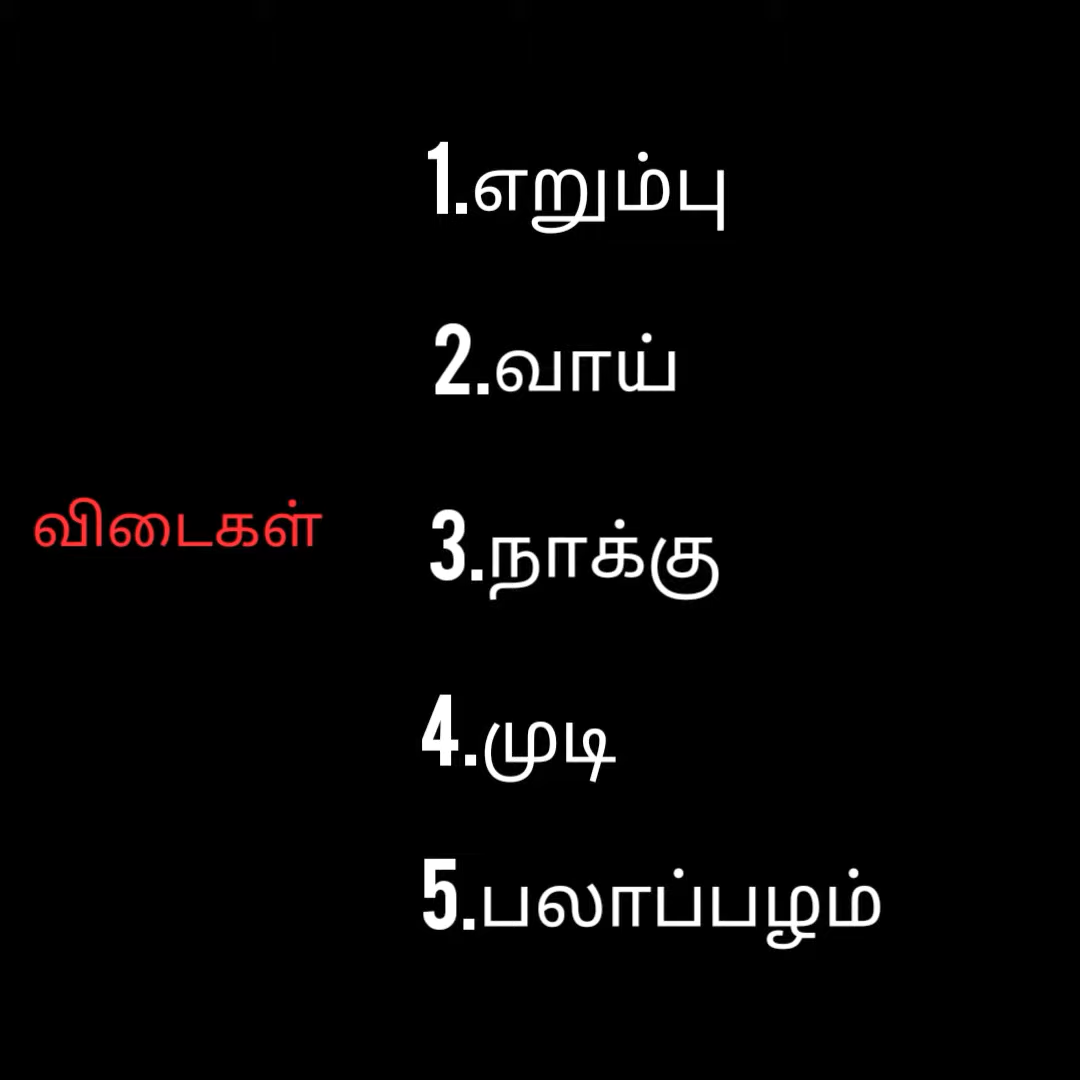 விடைகள்
1.எறும்பு
2.வாய்
3.நாக்கு
4.முடி
5.பலாப்பழம்